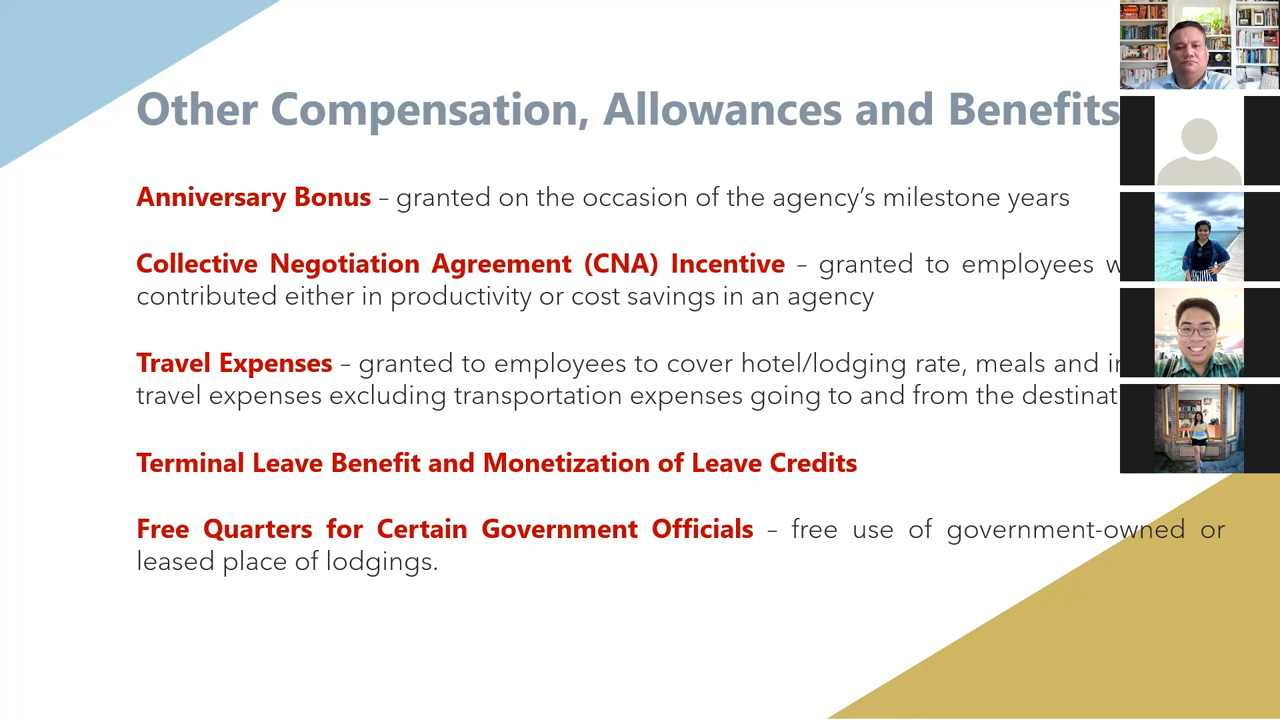 Other Compensation, Allowances and Benefits
Anniversary Bonus – granted on the occasion of the agency’s milestone years
Collective Negotiation Agreement (CNA) Incentive – granted to employees
contributed either in productivity or cost savings in an agency
Travel Expenses – granted to employees to cover hotel/lodging rate, meals and
travel expenses excluding transportation expenses going to and from the
Terminal Leave Benefit and Monetization of Leave Credits
Free Quarters for Certain Government Officials – free use of government-owned or
leased place of lodgings.